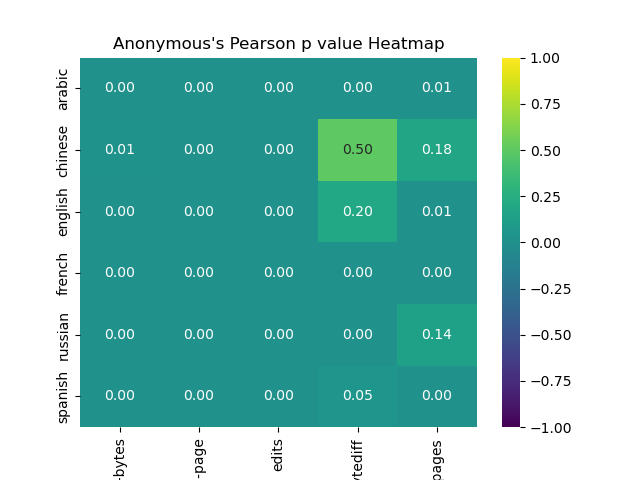 Anonymous's Pearson p value Heatmap
arabic 0.00 0.00 0.00 0.00 0.01
chinese 0.01 0.00 0.00 0.50 0.18
english 0.00 0.00 0.00 0.20 0.01
french 0.00 0.00 0.00 0.00 0.00
russian 0.00 0.00 0.00 0.00 0.14
spanish 0.00 0.00 0.00 0.05 0.00
-bytes
-page
edits
ytediff
pages
1.00
0.75
0.50
0.25
0.00
−0.25
−0.50
−0.75
−1.00